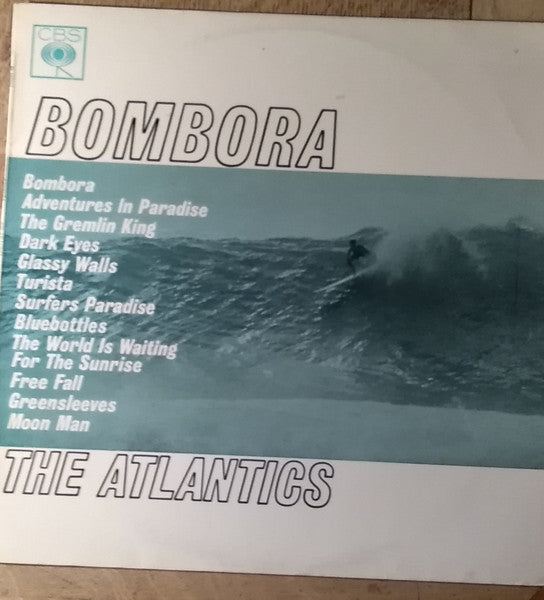 CBS
BOMBORA
Bombora
Adventures In Paradise
The Gremlin King
Dark Eyes
Glassy Walls
Turista
Surfers Paradise
Bluebottles
The World Is Waiting
For The Sunrise
Free Fall
Greensleeves
Moon Man
THE ATLANTICS